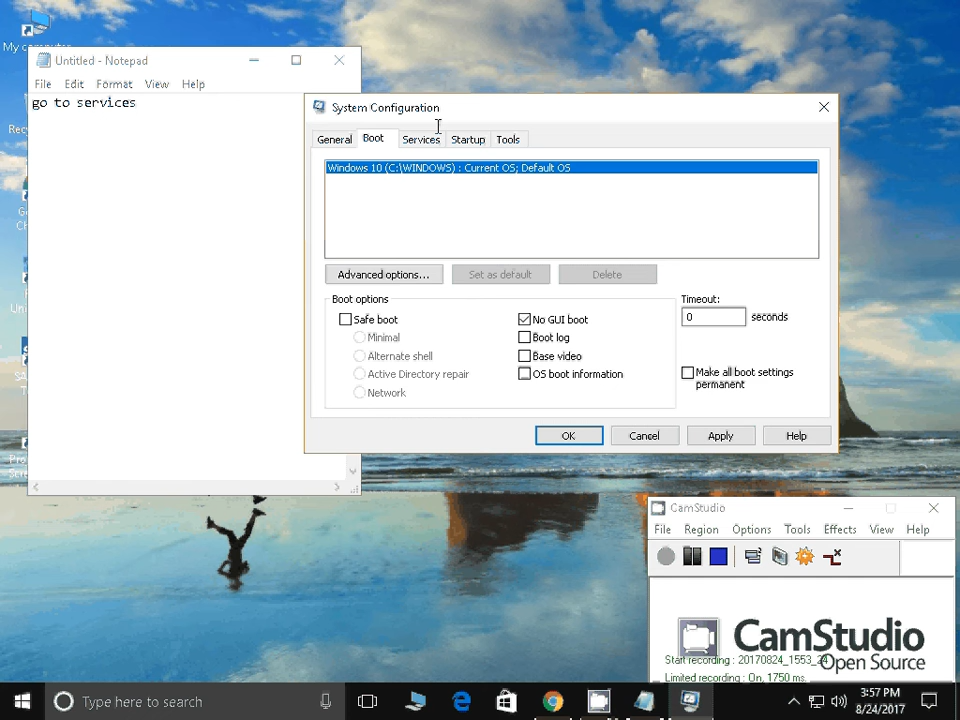 My computer
Untitled - Notepad
File Edit Format View Help
go to services
System Configuration
General Boot Services Startup Tools
Windows 10 (C:\WINDOWS) : Current OS; Default OS
Advanced options... Set as default Delete
Boot options
Safe boot
Minimal
Alternate shell
Active Directory repair
Network
No GUI boot
Boot log
Base video
OS boot information
Timeout:
0 seconds
Make all boot settings
permanent
OK Cancel Apply Help
CamStudio
File Region Options Tools Effects View Help
CamStudio
Open Source
Start recording : 20170824_1553_24
Limited recording : On, 1750 ms.
Type here to search
3:57 PM
8/24/2017